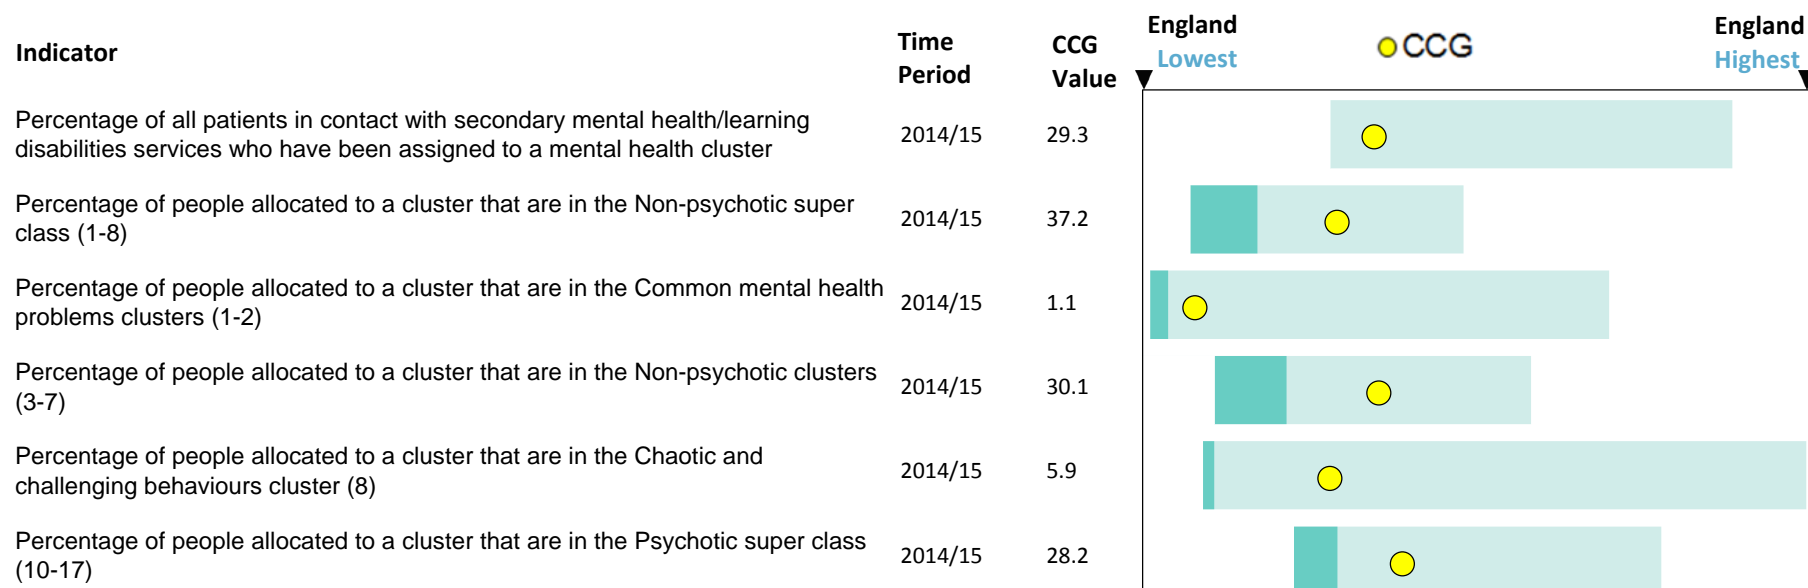 Indicator
Time Period
CCG Value
England Lowest
CCG
England Highest
Percentage of all patients in contact with secondary mental health/learning
disabilities services who have been assigned to a mental health cluster
2014/15
29.3
Percentage of people allocated to a cluster that are in the Non-psychotic super
class (1-8)
2014/15
37.2
Percentage of people allocated to a cluster that are in the Common mental health
problems clusters (1-2)
2014/15
1.1
Percentage of people allocated to a cluster that are in the Non-psychotic clusters
(3-7)
2014/15
30.1
Percentage of people allocated to a cluster that are in the Chaotic and
challenging behaviours cluster (8)
2014/15
5.9
Percentage of people allocated to a cluster that are in the Psychotic super class
(10-17)
2014/15
28.2